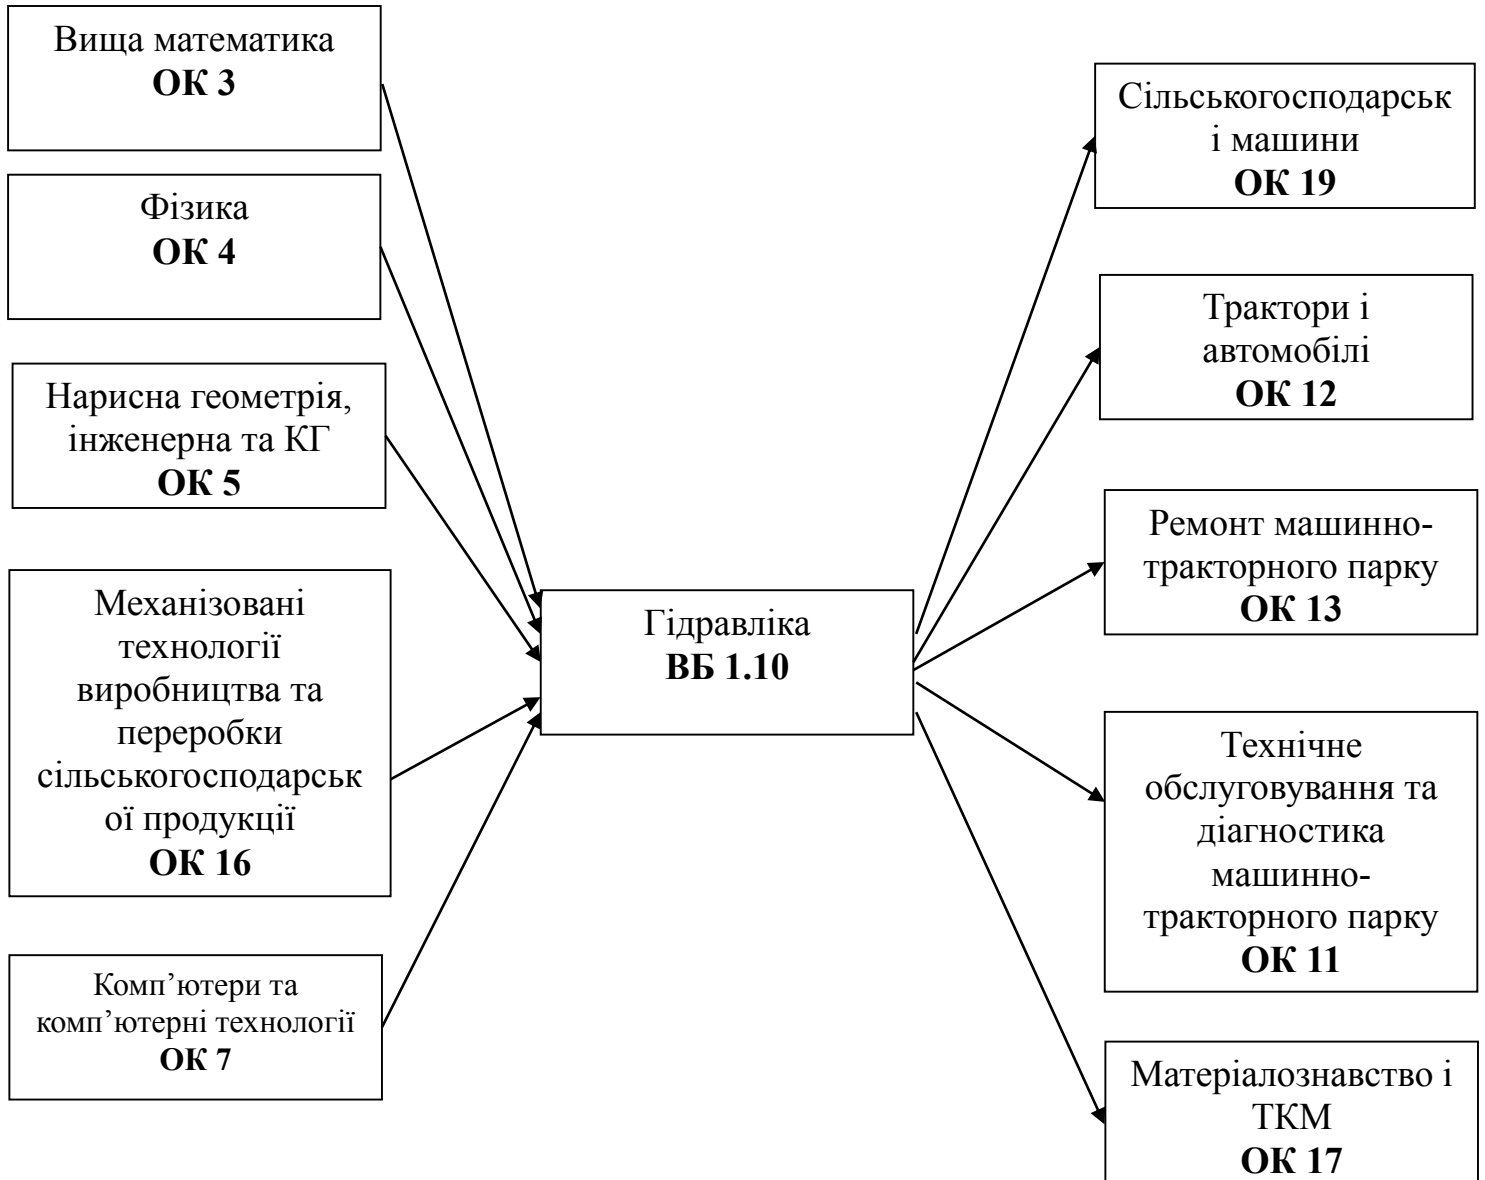 Вища математика
ОК 3
Фізика
ОК 4
Нарисна геометрія,
інженерна та КГ
ОК 5
Механізовані
технології
виробництва та
переробки
сільськогосподарськ
ої продукції
ОК 16
Комп’ютери та
комп’ютерні технології
ОК 7
Гідравліка
ВБ 1.10
Сільськогосподарськ
і машини
ОК 19
Трактори і
автомобілі
ОК 12
Ремонт машинно-
тракторного парку
ОК 13
Технічне
обслуговування та
діагностика
машинно-
тракторного парку
ОК 11
Матеріалознавство і
ТКМ
ОК 17